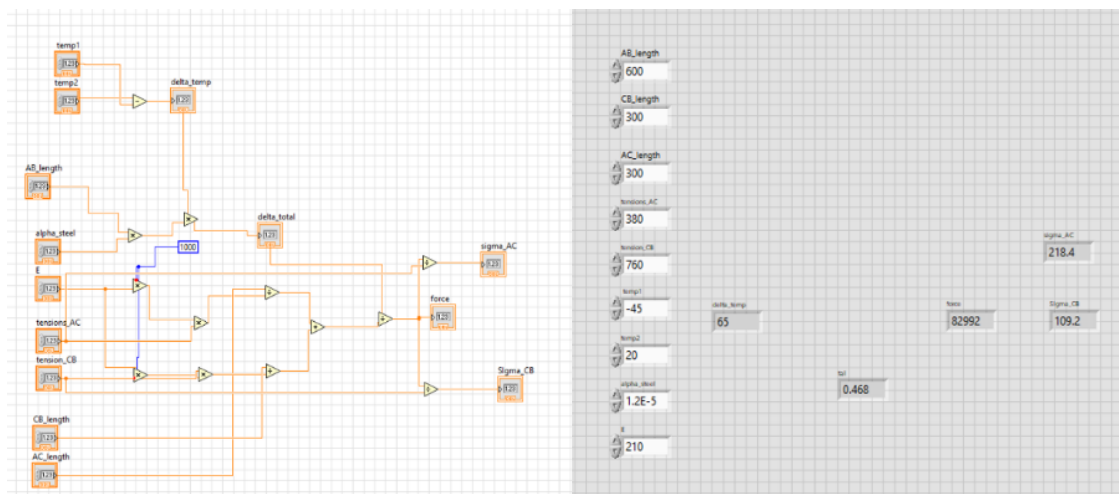 temp1
temp2
delta_temp
AB_length
alpha_steel
delta_total
1000
sigma_AC
E
force
tensions_AC
tension_CB
Sigma_CB
CB_length
AC_length
AB_length
600
CB_length
300
AC_length
300
tensions_AC
380
tension_CB
760
temp1
-45
temp2
20
alpha_steel
1.2E-5
E
210
delta_temp
65
0.468
force
82992
sigma_AC
218.4
Sigma_CB
109.2